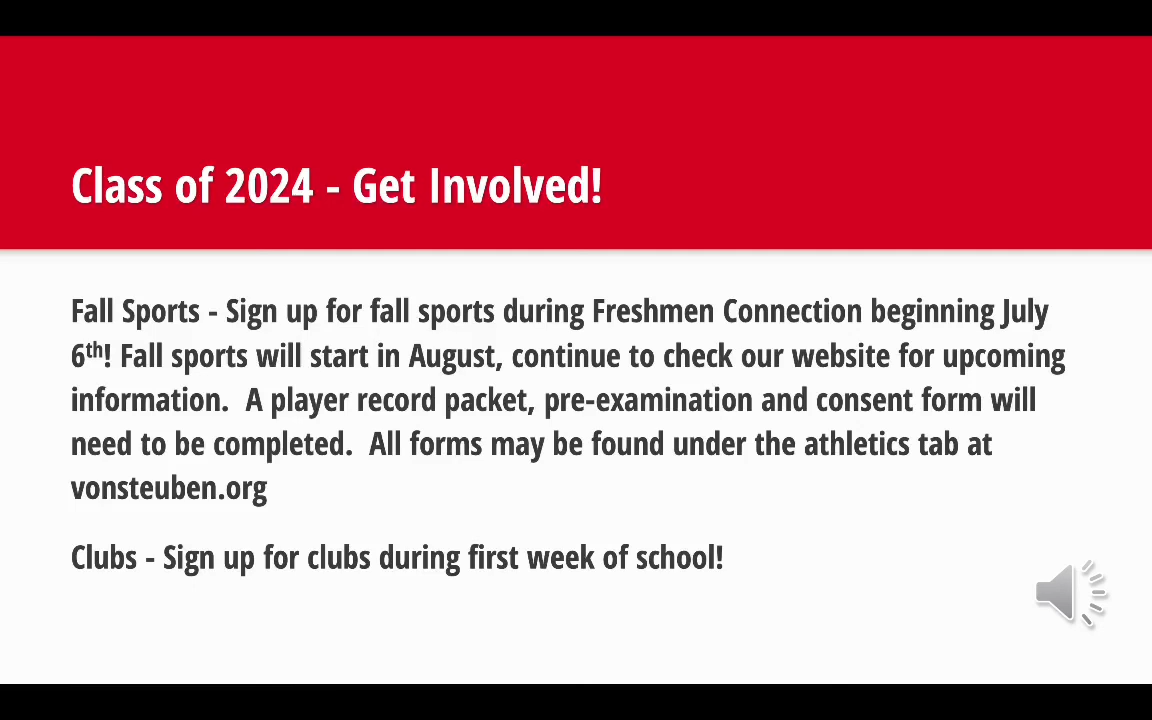 Class of 2024 - Get Involved!
Fall Sports - Sign up for fall sports during Freshmen Connection beginning July
6th! Fall sports will start in August, continue to check our website for upcoming
information.  A player record packet, pre-examination and consent form will
need to be completed.  All forms may be found under the athletics tab at
vonsteuben.org
Clubs - Sign up for clubs during first week of school!